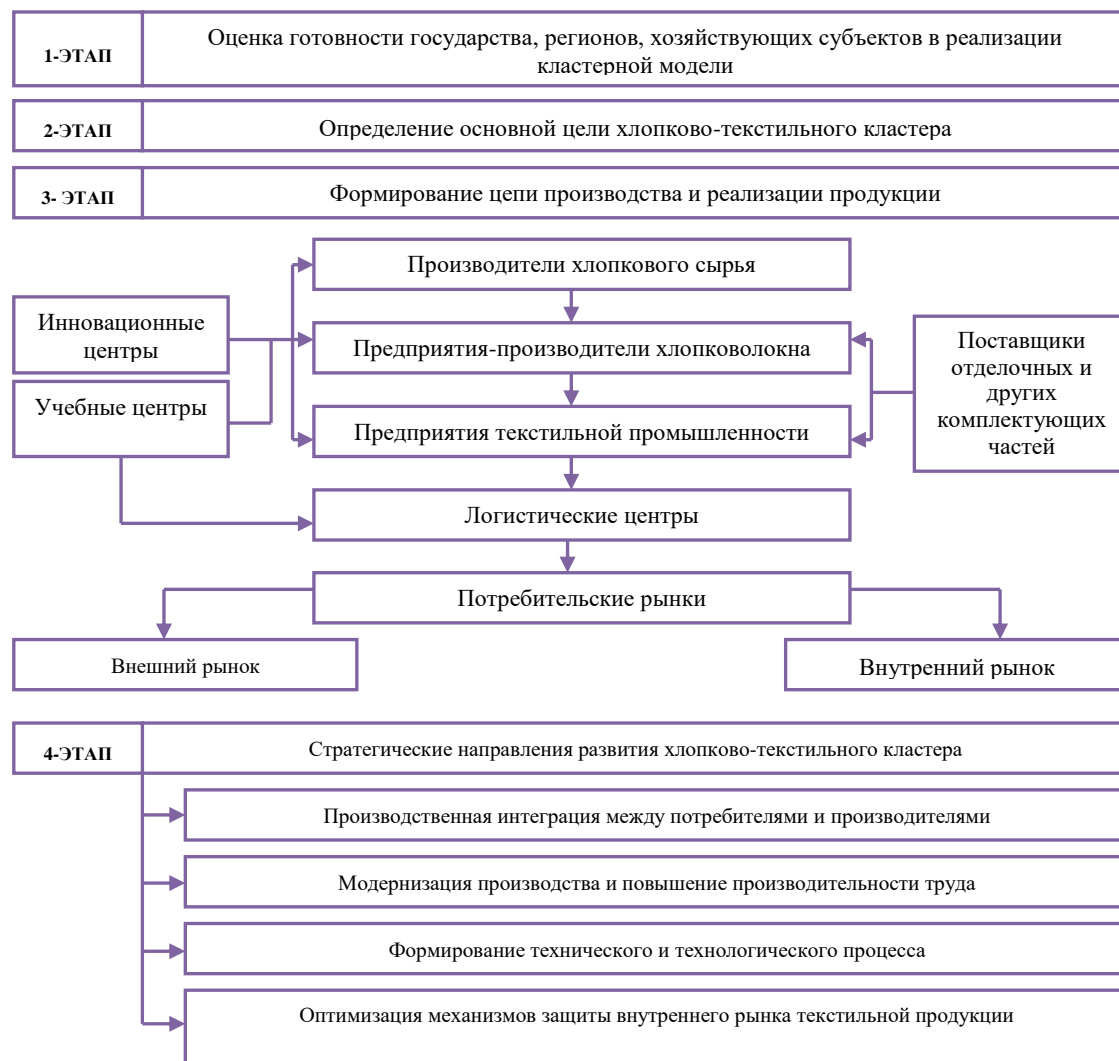 1-ЭТАП
Оценка готовности государства, регионов, хозяйствующих субъектов в реализации
кластерной модели
2-ЭТАП
Определение основной цели хлопково-текстильного кластера
3- ЭТАП
Формирование цепи производства и реализации продукции
Производители хлопкового сырья
Инновационные
центры
Предприятия-производители хлопковолокна
Поставщики
отделочных и
других
комплектующих
частей
Учебные центры
Предприятия текстильной промышленности
Логистические центры
Потребительские рынки
Внешний рынок
Внутренний рынок
4-ЭТАП
Стратегические направления развития хлопково-текстильного кластера
Производственная интеграция между потребителями и производителями
Модернизация производства и повышение производительности труда
Формирование технического и технологического процесса
Оптимизация механизмов защиты внутреннего рынка текстильной продукции